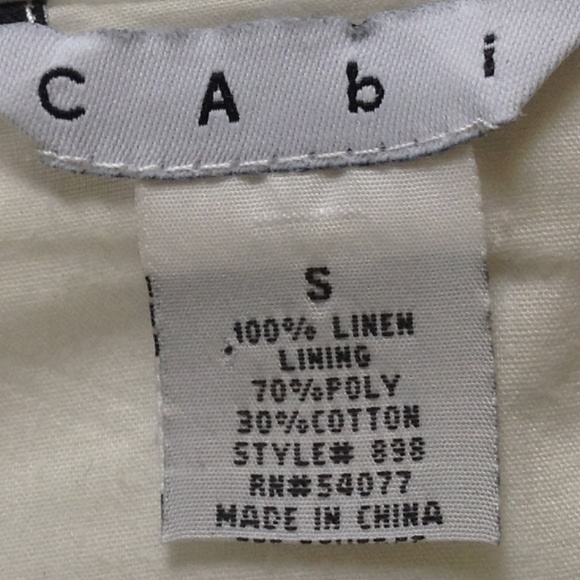 CAbi
S
100% LINEN
LINING
70%POLY
30%COTTON
STYLE# 898
RN#54077
MADE IN CHINA